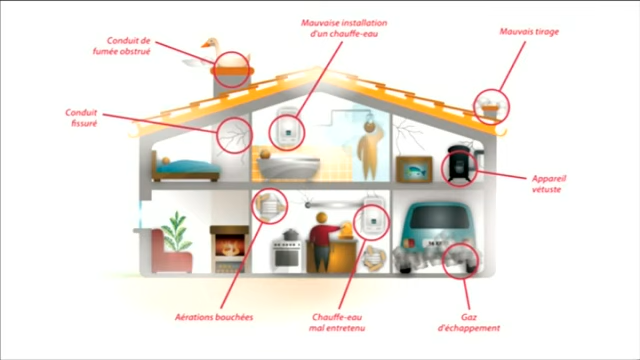 Mauvaise installation
d'un chauffe-eau
Mauvais tirage
Conduit de
fumée obstrué
Conduit
fissuré
Appareil
vétuste
Aérations bouchées
Chauffe-eau
mal entretenu
Gaz
d'échappement